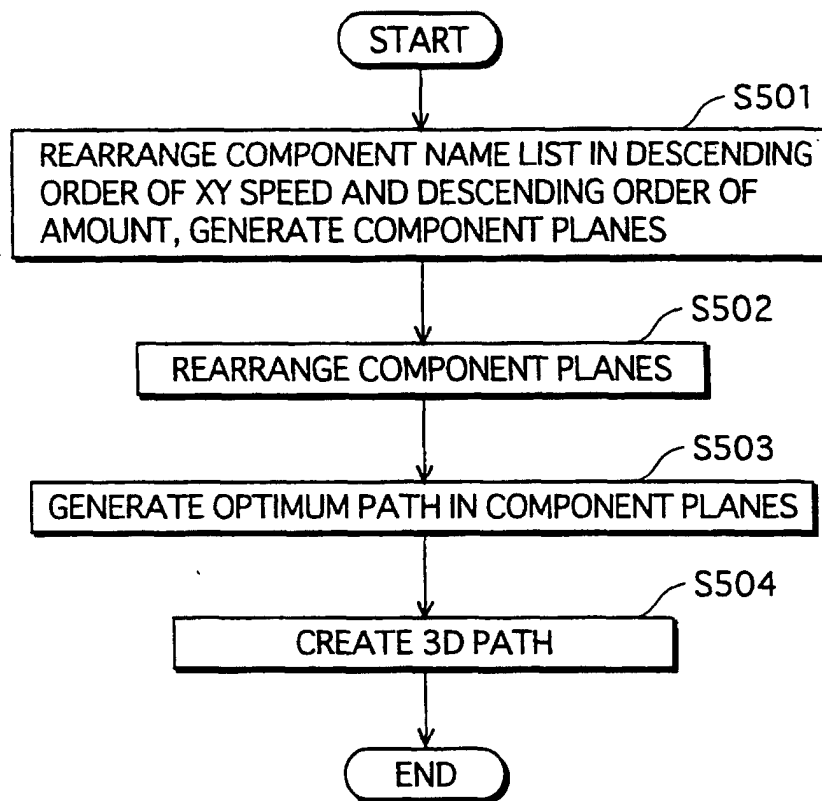 START
S501
REARRANGE COMPONENT NAME LIST IN DESCENDING
ORDER OF XY SPEED AND DESCENDING ORDER OF
AMOUNT, GENERATE COMPONENT PLANES
S502
REARRANGE COMPONENT PLANES
S503
GENERATE OPTIMUM PATH IN COMPONENT PLANES
S504
CREATE 3D PATH
END